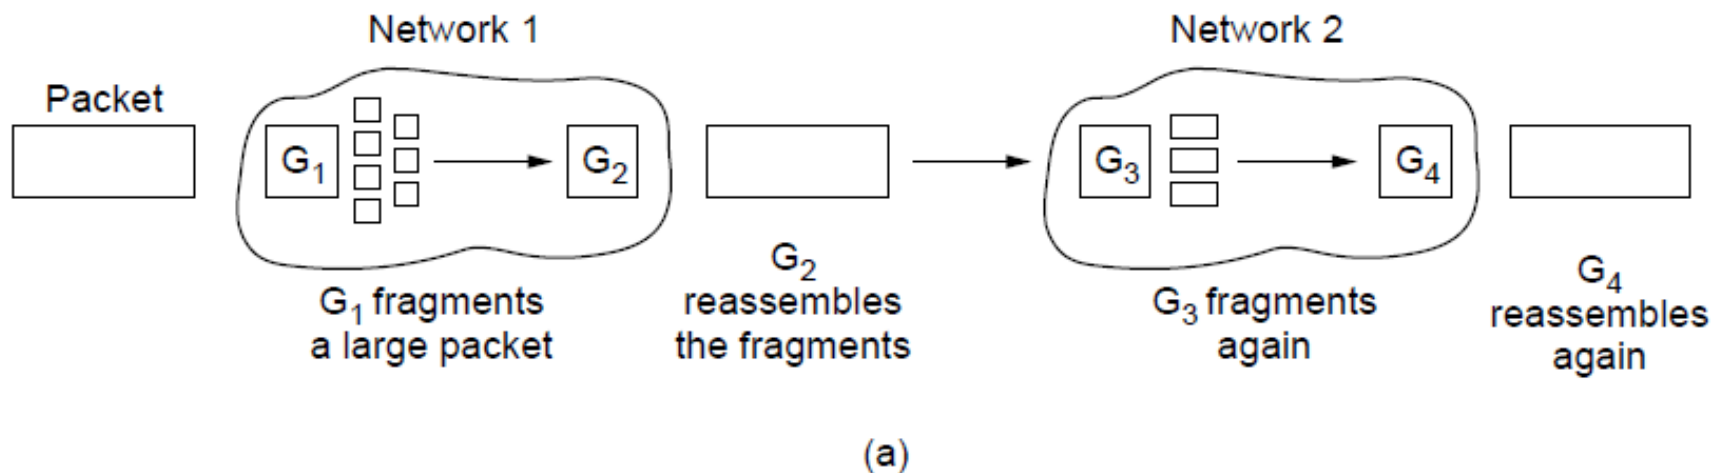 Network 1
Network 2
Packet
G₁
G₂
G₃
G₄
G₁ fragments
a large packet
G₂
reassembles
the fragments
G₃ fragments
again
G₄
reassembles
again
(a)